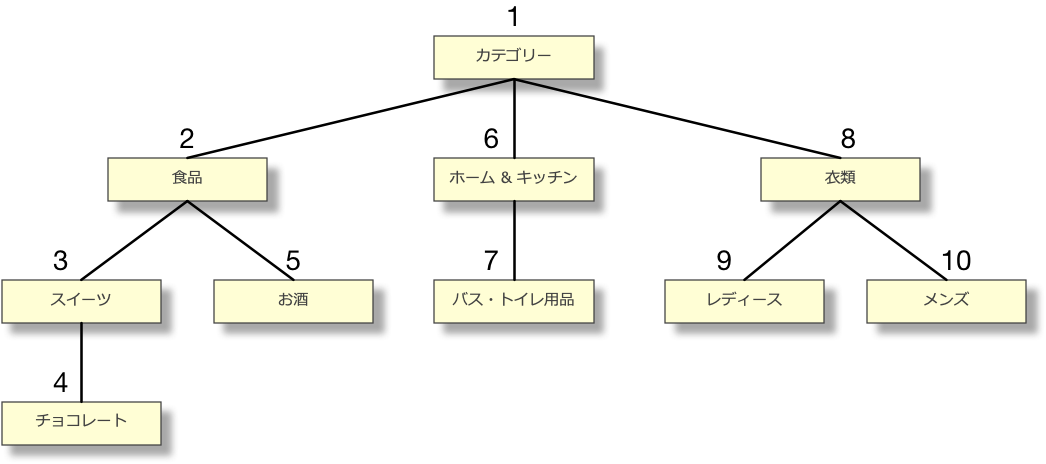 1
カテゴリー
2
6
8
食品
ホーム & キッチン
衣類
3
5
7
9
10
スイーツ
お酒
バス・トイレ用品
レディース
メンズ
4
チョコレート